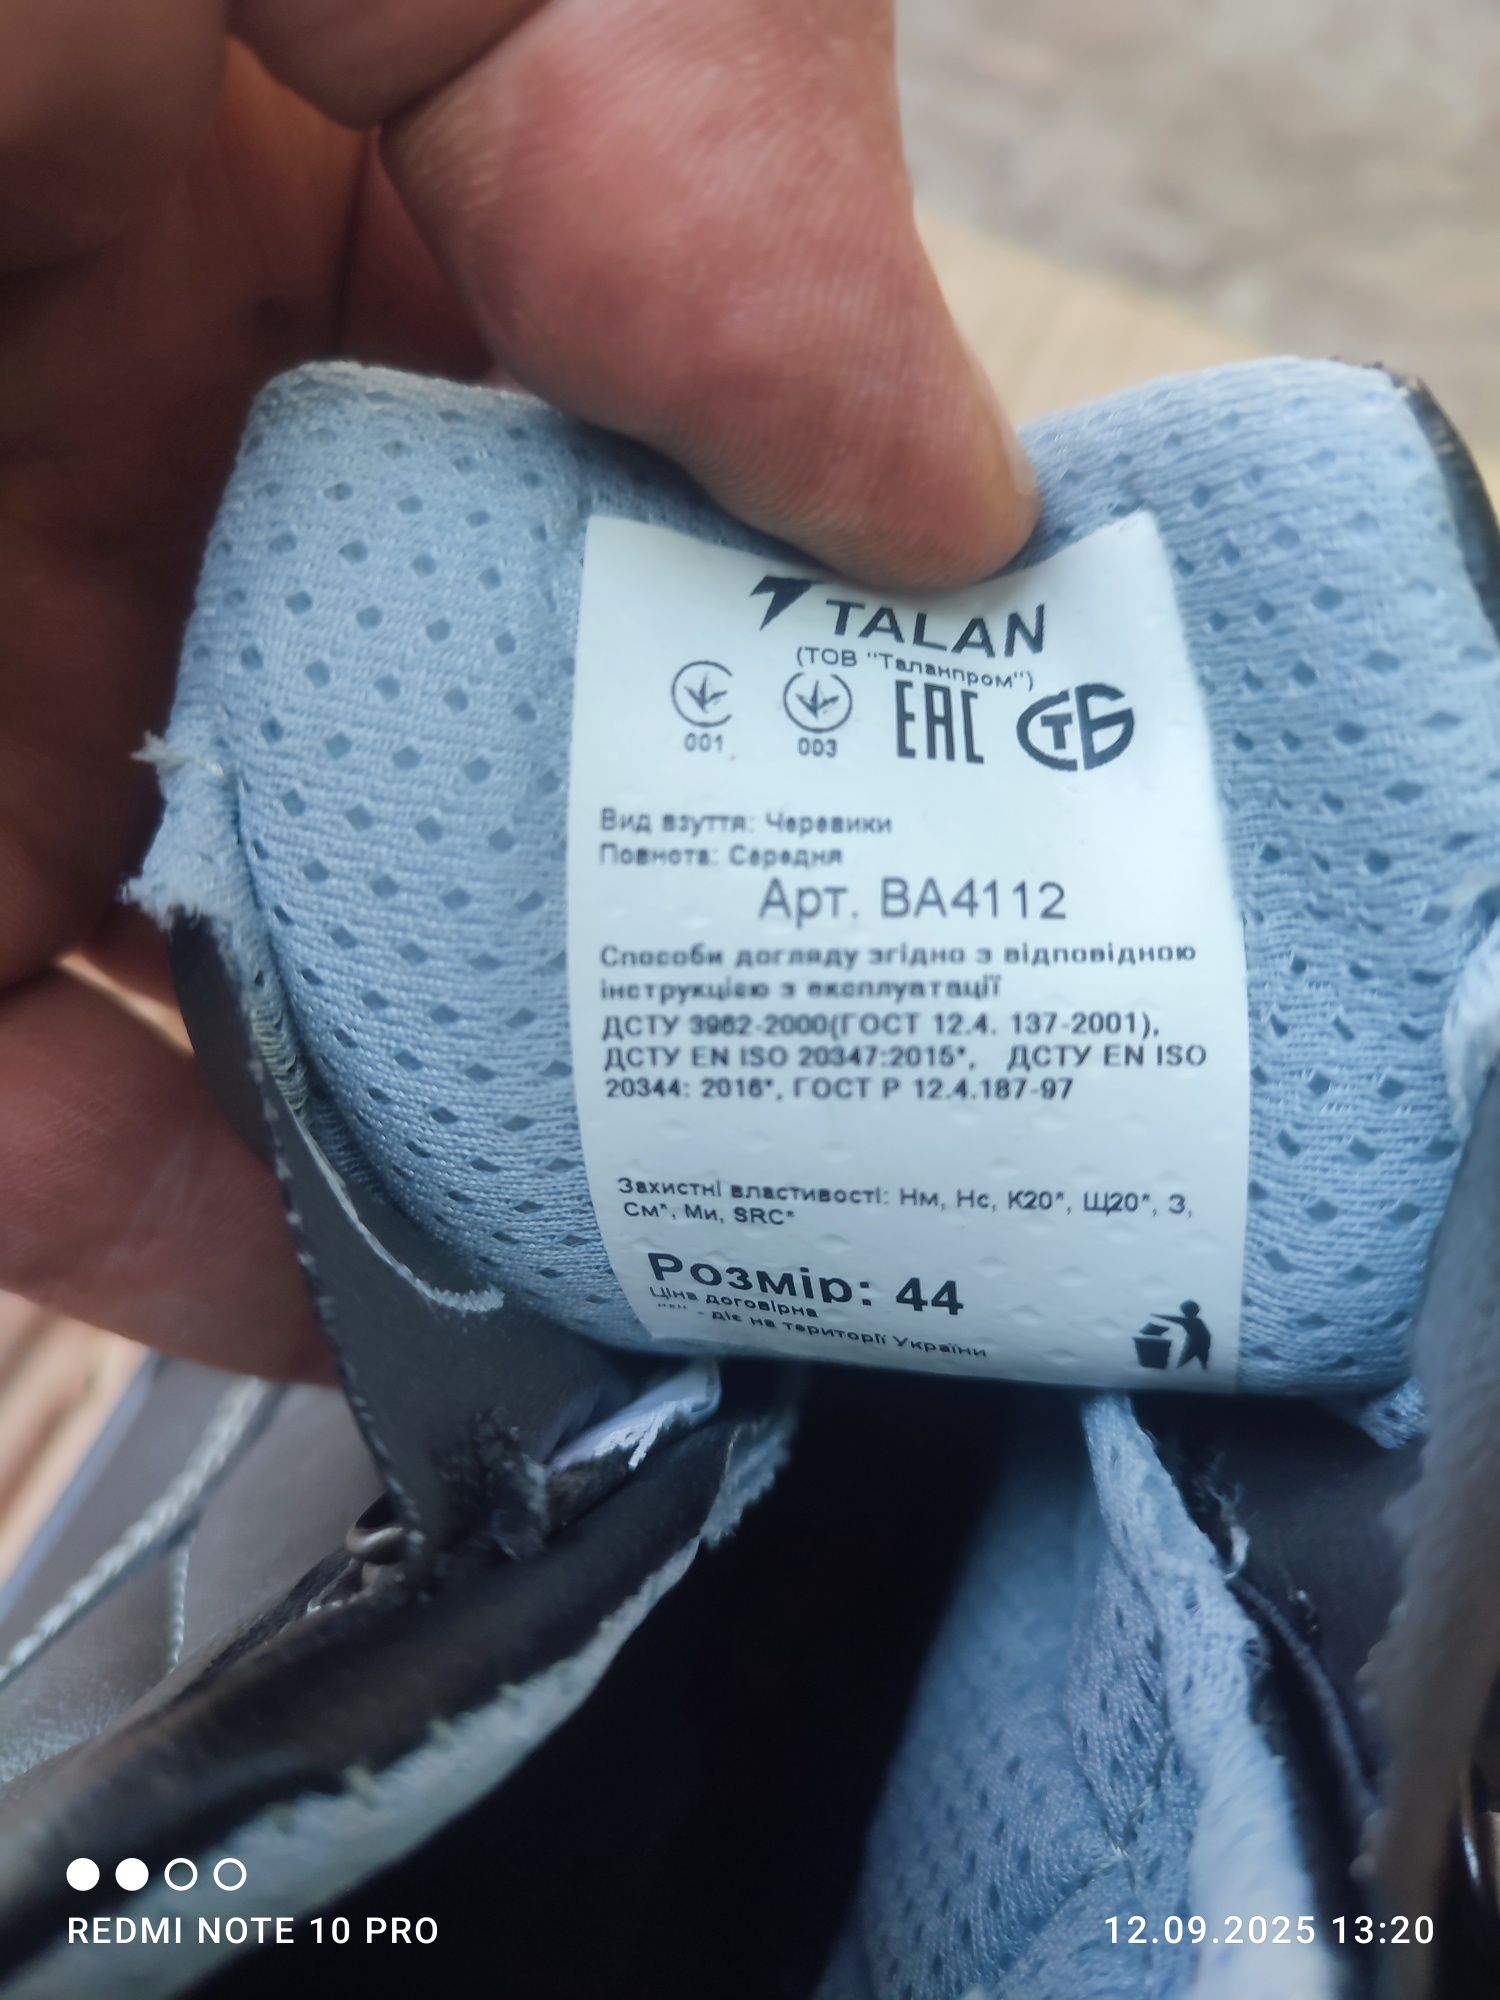 TALAN
(ТОВ "Таланпром")
001 003 ЕАС СТБ
Вид взуття: Черевики
Повнота: Середня
Арт. ВА4112
Способи догляду згідно з відповідною
інструкцією з експлуатації
ДСТУ 3962-2000(ГОСТ 12.4. 137-2001),
ДСТУ EN ISO 20347:2015*, ДСТУ EN ISO
20344: 2016*, ГОСТ Р 12.4.187-97
Захистні властивості: Нм, Нс, К20*, Щ20*, З,
См*, Ми, SRC*
Розмір: 44
Ціна договірна
"*" - діє на території України
REDMI NOTE 10 PRO
12.09.2025 13:20